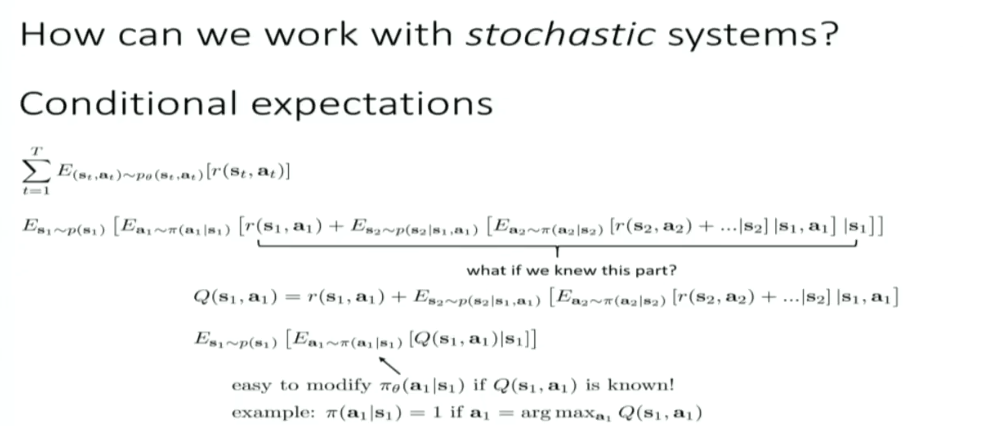 How can we work with stochastic systems?
Conditional expectations
$\sum_{t=1}^{T} E_{(\mathbf{s}_t,\mathbf{a}_t)\sim p_\theta(\mathbf{s}_t,\mathbf{a}_t)}[r(\mathbf{s}_t,\mathbf{a}_t)]$
$E_{\mathbf{s}_1\sim p(\mathbf{s}_1)}\left[E_{\mathbf{a}_1\sim\pi(\mathbf{a}_1|\mathbf{s}_1)}\left[r(\mathbf{s}_1,\mathbf{a}_1)+E_{\mathbf{s}_2\sim p(\mathbf{s}_2|\mathbf{s}_1,\mathbf{a}_1)}\left[E_{\mathbf{a}_2\sim\pi(\mathbf{a}_2|\mathbf{s}_2)}\left[r(\mathbf{s}_2,\mathbf{a}_2)+...|\mathbf{s}_2\right]|\mathbf{s}_1,\mathbf{a}_1\right]|\mathbf{s}_1\right]\right]$
what if we knew this part?
$Q(\mathbf{s}_1,\mathbf{a}_1)=r(\mathbf{s}_1,\mathbf{a}_1)+E_{\mathbf{s}_2\sim p(\mathbf{s}_2|\mathbf{s}_1,\mathbf{a}_1)}\left[E_{\mathbf{a}_2\sim\pi(\mathbf{a}_2|\mathbf{s}_2)}\left[r(\mathbf{s}_2,\mathbf{a}_2)+...|\mathbf{s}_2\right]|\mathbf{s}_1,\mathbf{a}_1\right]$
$E_{\mathbf{s}_1\sim p(\mathbf{s}_1)}\left[E_{\mathbf{a}_1\sim\pi(\mathbf{a}_1|\mathbf{s}_1)}\left[Q(\mathbf{s}_1,\mathbf{a}_1)|\mathbf{s}_1\right]\right]$
easy to modify $\pi_\theta(\mathbf{a}_1|\mathbf{s}_1)$ if $Q(\mathbf{s}_1,\mathbf{a}_1)$ is known!
example: $\pi(\mathbf{a}_1|\mathbf{s}_1)=1$ if $\mathbf{a}_1=\arg\max_{\mathbf{a}_1}Q(\mathbf{s}_1,\mathbf{a}_1)$